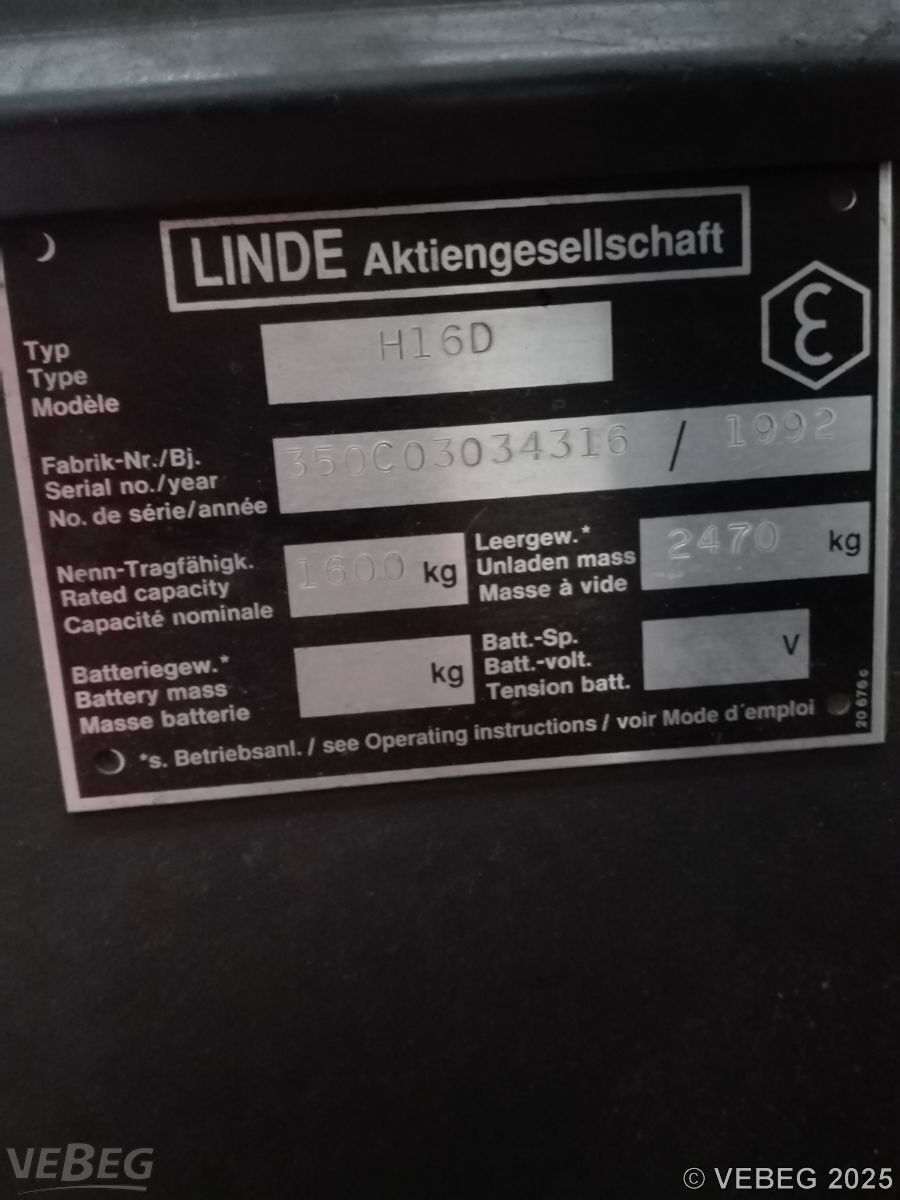 LINDE Aktiengesellschaft
Typ
Type
Modèle
H16D
Fabrik-Nr./Bj.
Serial no./year
No. de série/année
350C03034316 / 1992
Nenn-Tragfähigk.
Rated capacity
Capacité nominale
1600 kg
Leergew.*
Unladen mass
Masse à vide
2470 kg
Batteriegew.*
Battery mass
Masse batterie
kg
Batt.-Sp.
Batt.-volt.
Tension batt.
V
*s. Betriebsanl. / see Operating instructions / voir Mode d'emploi
20 676 c
VEBEG
© VEBEG 2025